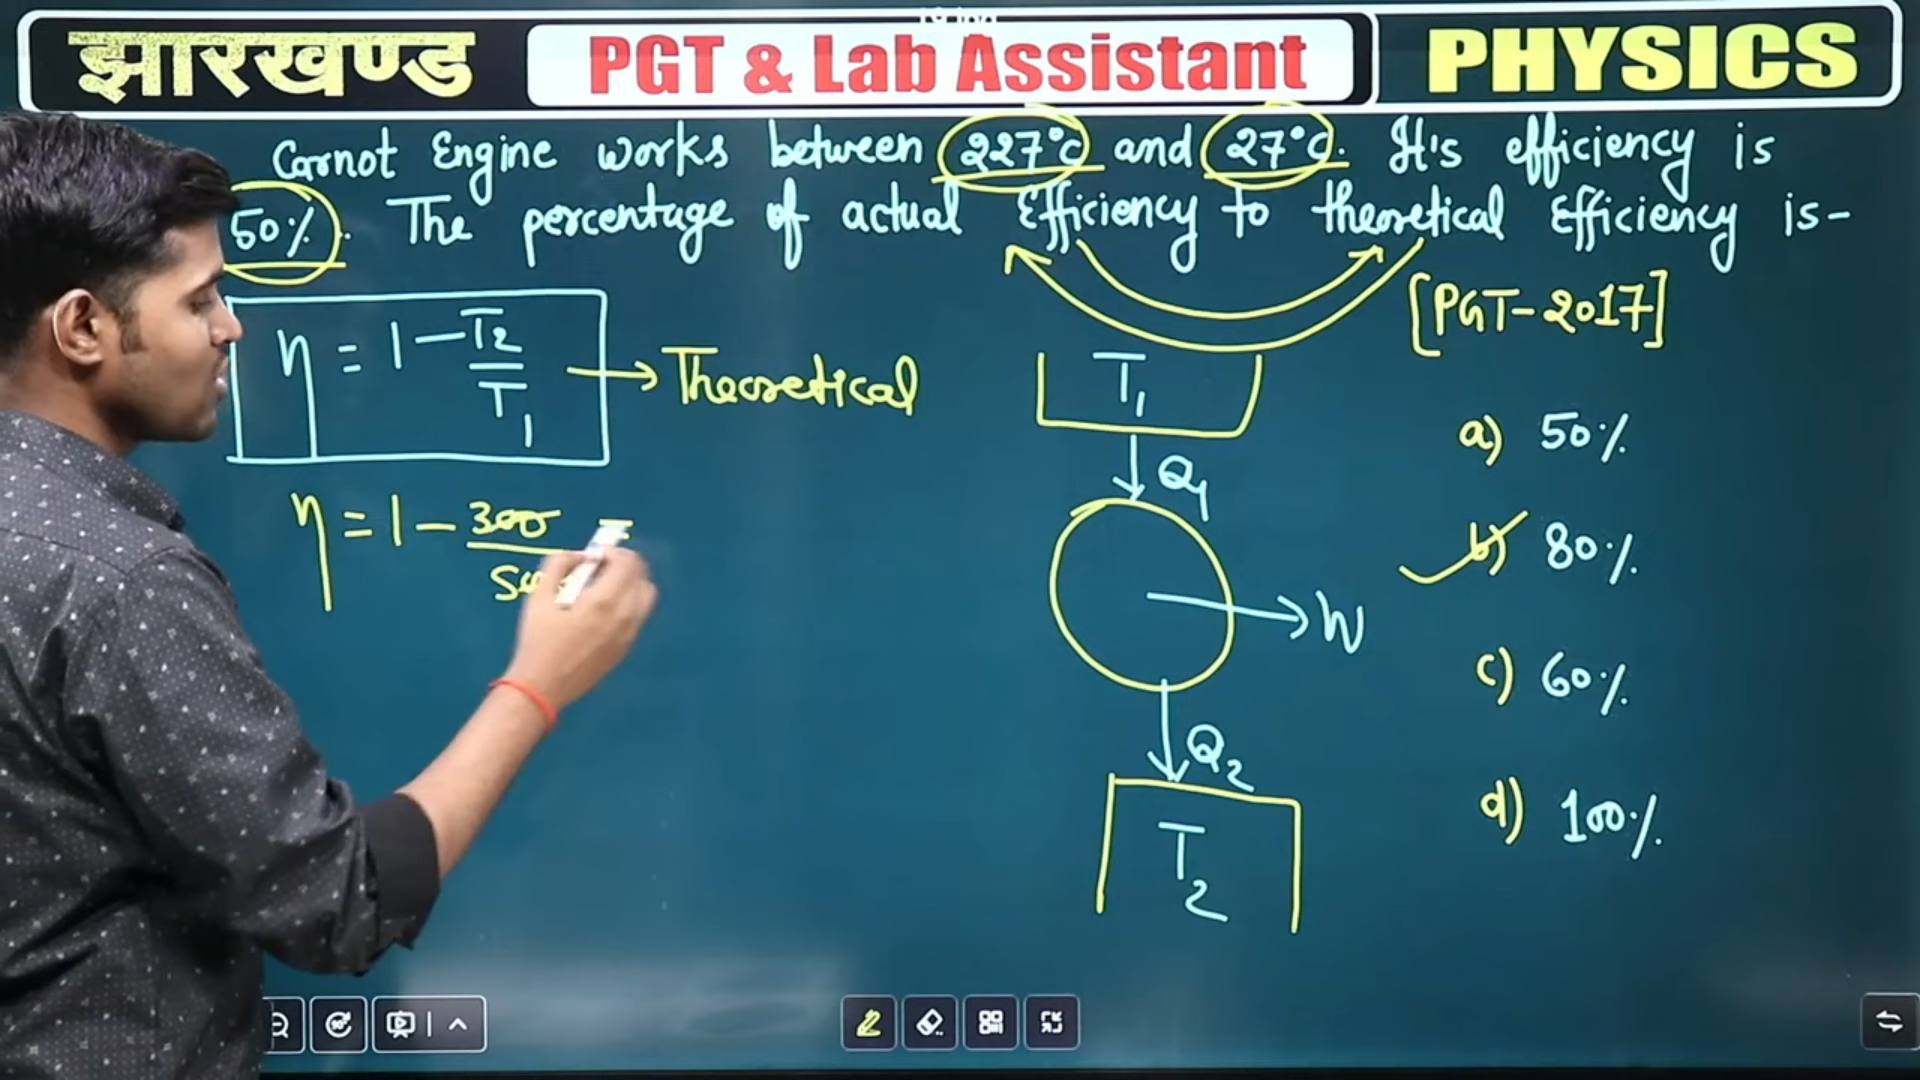 झारखण्ड PGT & Lab Assistant PHYSICS
Carnot Engine works between 227°C and 27°C. It's efficiency is
50%. The percentage of actual Efficiency to theoretical Efficiency is-
[PGT-2017]
η = 1 - T2/T1 → Theoretical
η = 1 - 300
T1
Q1
W
Q2
T2
a) 50%
b) 80%
c) 60%
d) 100%